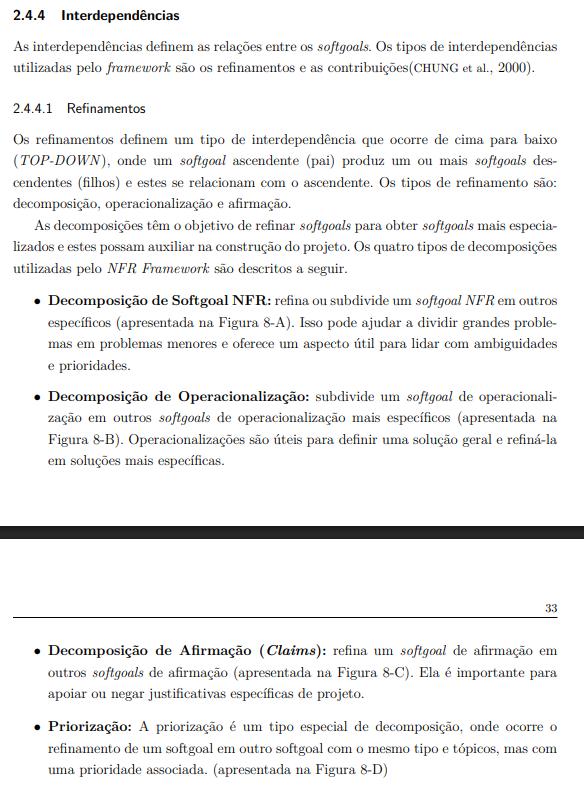 2.4.4 Interdependências
As interdependências definem as relações entre os softgoals. Os tipos de interdependências
utilizadas pelo framework são os refinamentos e as contribuições(CHUNG et al., 2000).
2.4.4.1 Refinamentos
Os refinamentos definem um tipo de interdependência que ocorre de cima para baixo
(TOP-DOWN), onde um softgoal ascendente (pai) produz um ou mais softgoals des-
cendentes (filhos) e estes se relacionam com o ascendente. Os tipos de refinamento são:
decomposição, operacionalização e afirmação.
As decomposições têm o objetivo de refinar softgoals para obter softgoals mais especia-
lizados e estes possam auxiliar na construção do projeto. Os quatro tipos de decomposições
utilizadas pelo NFR Framework são descritos a seguir.
• Decomposição de Softgoal NFR: refina ou subdivide um softgoal NFR em outros
específicos (apresentada na Figura 8-A). Isso pode ajudar a dividir grandes proble-
mas em problemas menores e oferece um aspecto útil para lidar com ambiguidades
e prioridades.
• Decomposição de Operacionalização: subdivide um softgoal de operacionali-
zação em outros softgoals de operacionalização mais específicos (apresentada na
Figura 8-B). Operacionalizações são úteis para definir uma solução geral e refiná-la
em soluções mais específicas.
33
• Decomposição de Afirmação (Claims): refina um softgoal de afirmação em
outros softgoals de afirmação (apresentada na Figura 8-C). Ela é importante para
apoiar ou negar justificativas específicas de projeto.
• Priorização: A priorização é um tipo especial de decomposição, onde ocorre o
refinamento de um softgoal em outro softgoal com o mesmo tipo e tópicos, mas com
uma prioridade associada. (apresentada na Figura 8-D)